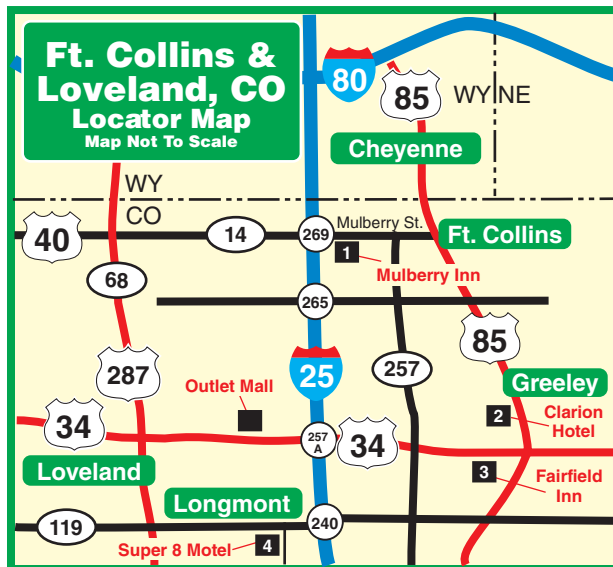 Ft. Collins &
Loveland, CO
Locator Map
Map Not To Scale
80
85
WY
NE
Cheyenne
WY
CO
40
14
269
Mulberry St.
Ft. Collins
1
Mulberry Inn
68
265
85
287
25
257
Outlet Mall
Greeley
2
Clarion
Hotel
34
257
A
34
Loveland
3
Fairfield
Inn
Longmont
119
240
Super 8 Motel
4